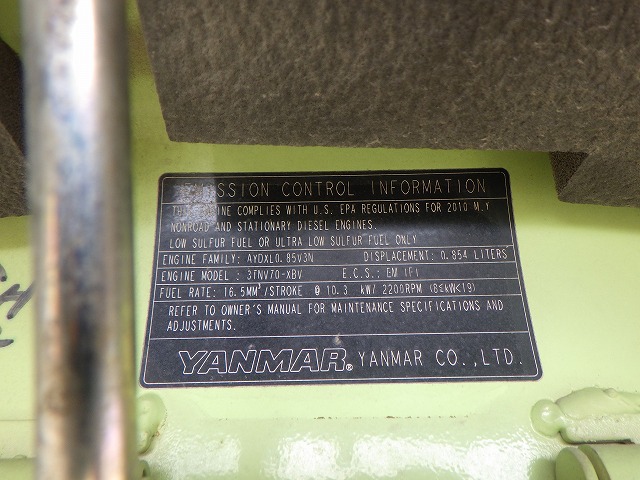 EMISSION CONTROL INFORMATION
THIS ENGINE COMPLIES WITH U.S. EPA REGULATIONS FOR 2010 M.Y
NONROAD AND STATIONARY DIESEL ENGINES.
LOW SULFUR FUEL OR ULTRA LOW SULFUR FUEL ONLY
ENGINE FAMILY: AYDXL0.85V3N DISPLACEMENT: 0.854 LITERS
ENGINE MODEL : 3TNV70-XBV E.C.S.: EM IFI
FUEL RATE: 16.5MM³/STROKE @ 10.3 kW/ 2200RPM (8≤kW<19)
REFER TO OWNER'S MANUAL FOR MAINTENANCE SPECIFICATIONS AND
ADJUSTMENTS.
YANMAR® YANMAR CO.,LTD.